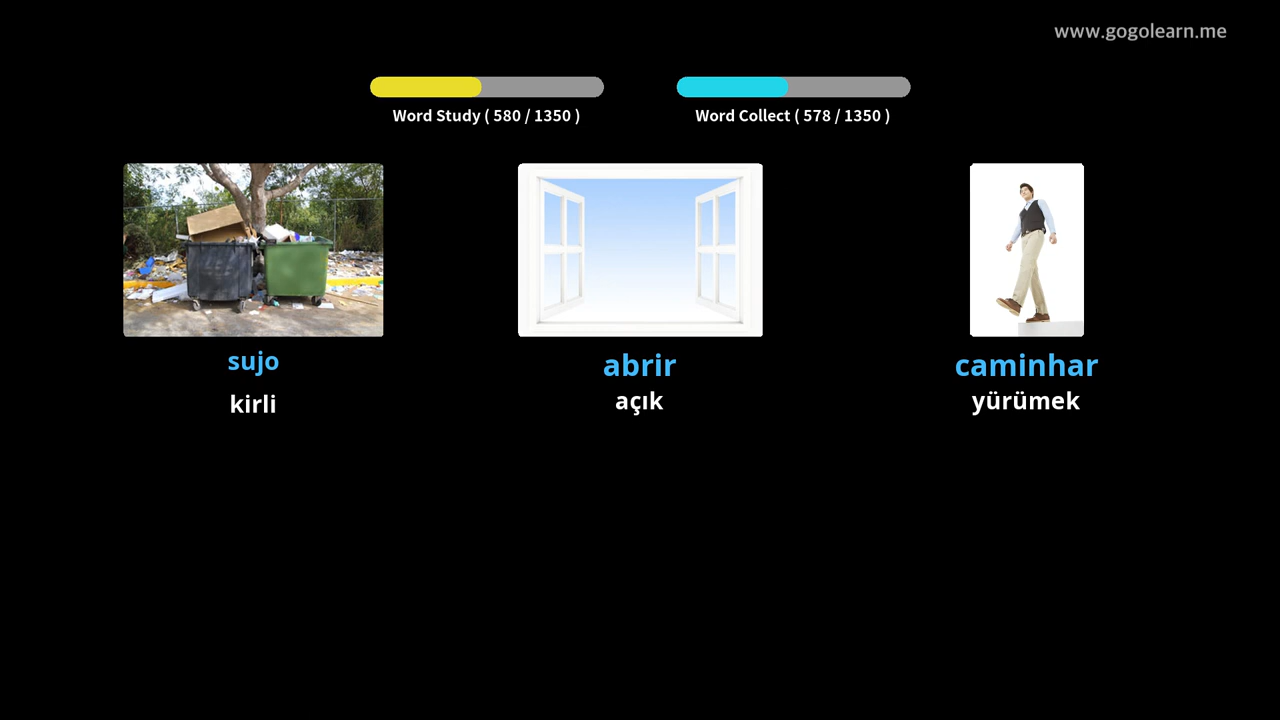 www.gogolearn.me
Word Study ( 580 / 1350 )
Word Collect ( 578 / 1350 )
sujo
abrir
caminhar
kirli
açık
yürümek